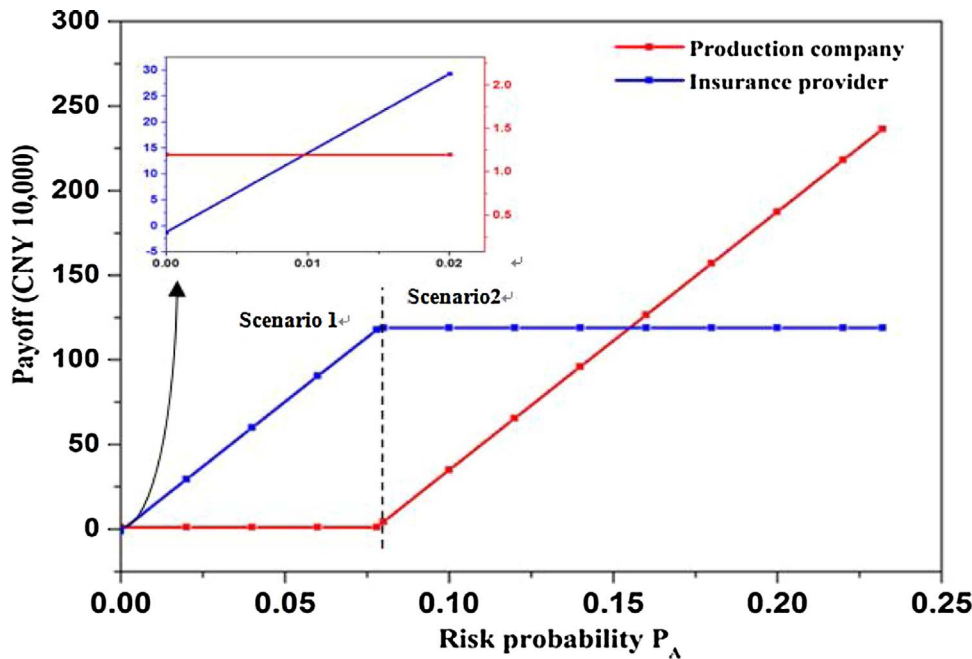 300
250
200
150
100
50
0
Payoff (CNY 10,000)
Production company
Insurance provider
30
25
20
15
10
5
0
-5
2.0
1.5
1.0
0.5
0.00 0.01 0.02
Scenario 1
Scenario2
0.00 0.05 0.10 0.15 0.20 0.25
Risk probability P_A